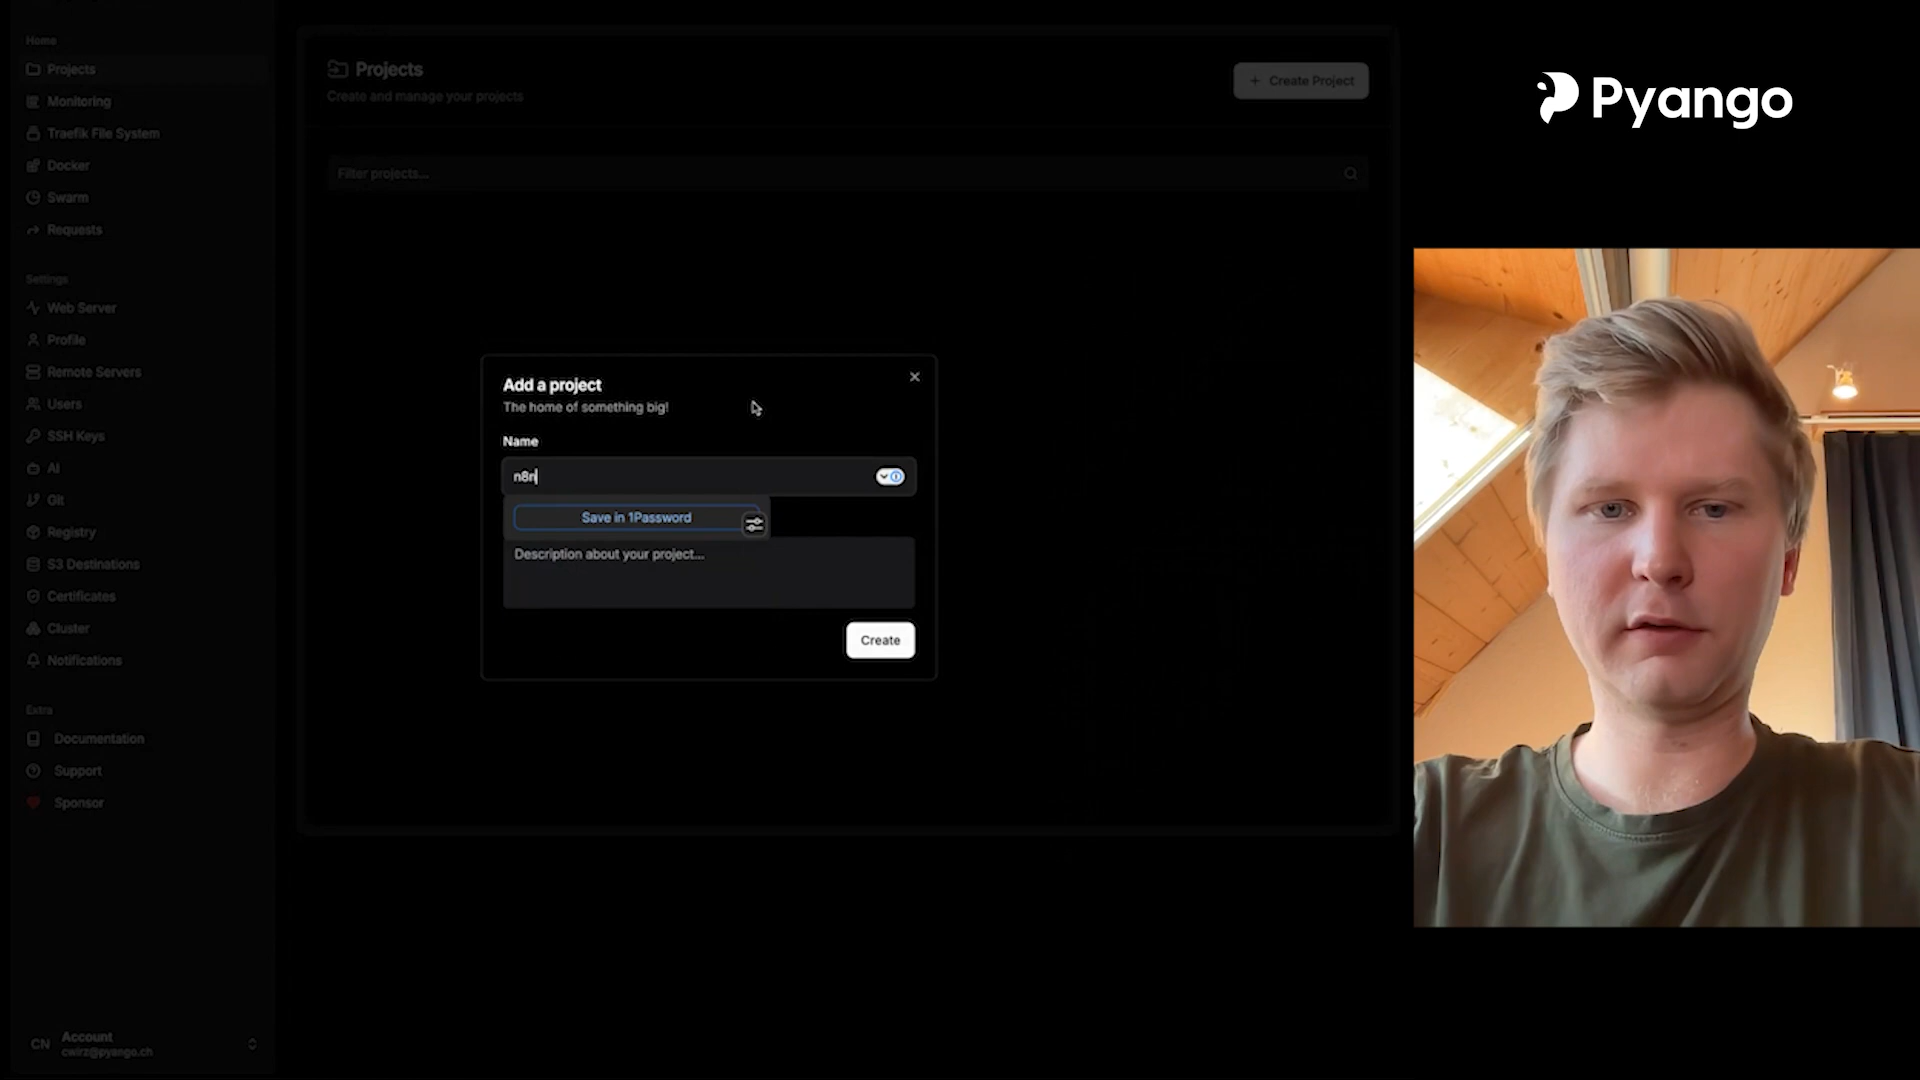 Home
Projects
Monitoring
Traefik File System
Docker
Swarm
Requests
Settings
Web Server
Profile
Remote Servers
Users
SSH Keys
AI
Git
Registry
S3 Destinations
Certificates
Cluster
Notifications
Extra
Documentation
Support
Sponsor
CN
Account
cwirz@pyango.ch
Projects
Create and manage your projects
+ Create Project
Filter projects...
Add a project
The home of something big!
Name
n8n
Save in 1Password
Description about your project...
Create
Pyango